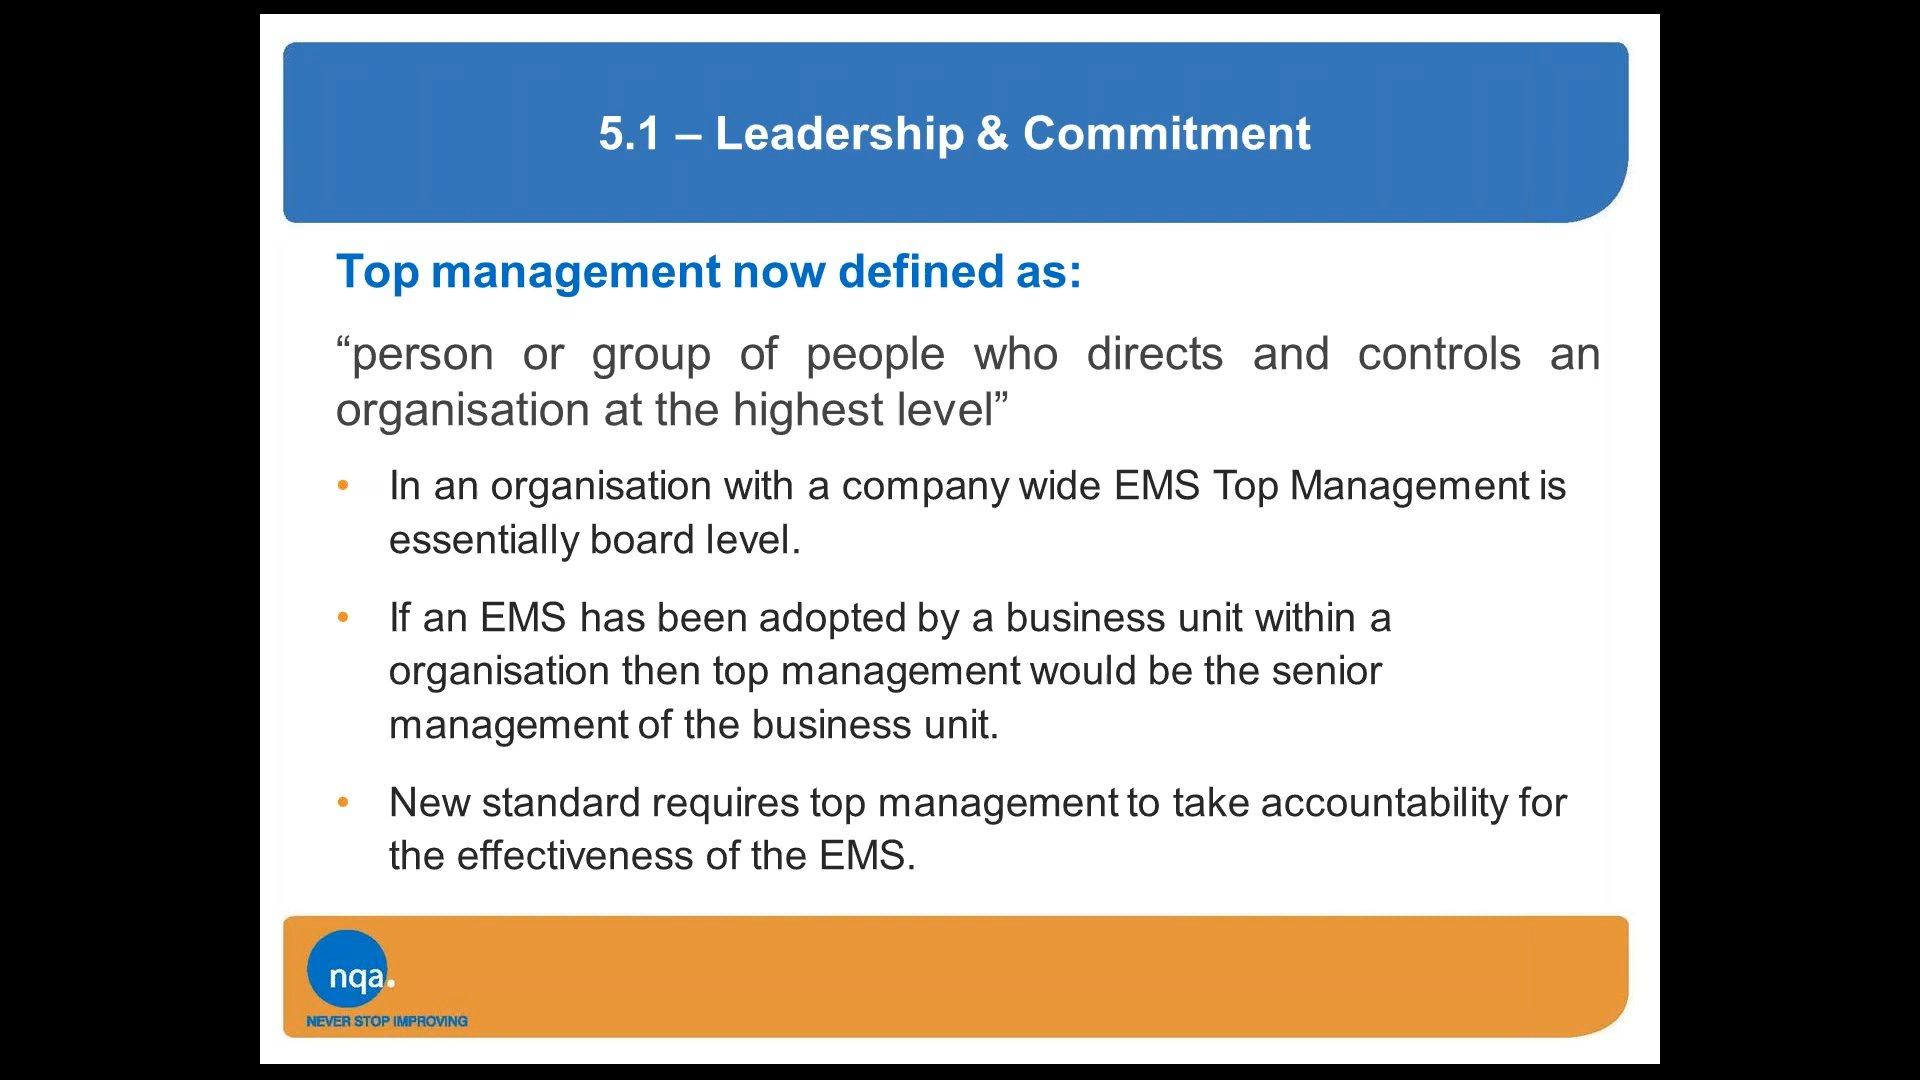 5.1 – Leadership & Commitment
Top management now defined as:
“person or group of people who directs and controls an
organisation at the highest level”
• In an organisation with a company wide EMS Top Management is
essentially board level.
• If an EMS has been adopted by a business unit within a
organisation then top management would be the senior
management of the business unit.
• New standard requires top management to take accountability for
the effectiveness of the EMS.
nqa.
NEVER STOP IMPROVING